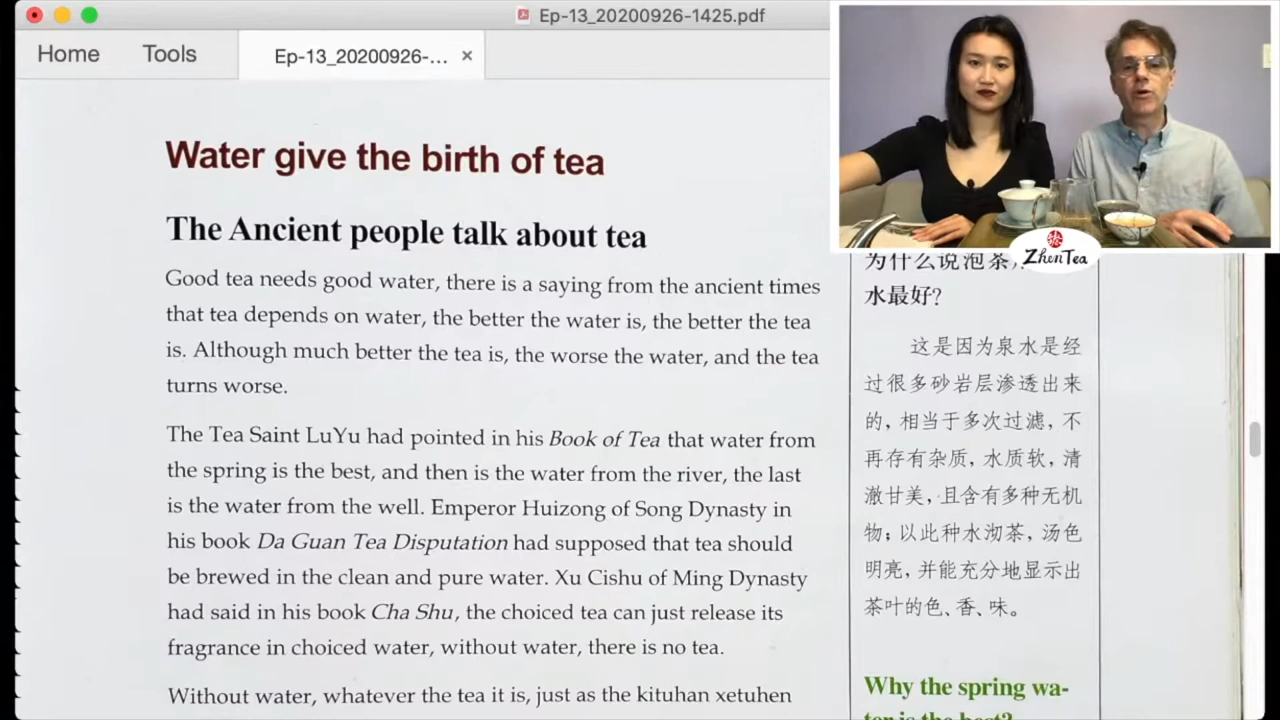 Ep-13_20200926-1425.pdf
Home
Tools
Ep-13_20200926-...
×
Water give the birth of tea
The Ancient people talk about tea
Good tea needs good water, there is a saying from the ancient times
that tea depends on water, the better the water is, the better the tea
is. Although much better the tea is, the worse the water, and the tea
turns worse.
The Tea Saint LuYu had pointed in his Book of Tea that water from
the spring is the best, and then is the water from the river, the last
is the water from the well. Emperor Huizong of Song Dynasty in
his book Da Guan Tea Disputation had supposed that tea should
be brewed in the clean and pure water. Xu Cishu of Ming Dynasty
had said in his book Cha Shu, the choiced tea can just release its
fragrance in choiced water, without water, there is no tea.
Without water, whatever the tea it is, just as the kituhan xetuhen
ZhenTea
为什么说泡茶
水最好?
这是因为泉水是经
过很多砂岩层渗透出来
的，相当于多次过滤，不
再存有杂质，水质软，清
澈甘美，且含有多种无机
物；以此种水沏茶，汤色
明亮，并能充分地显示出
茶叶的色、香、味。
Why the spring wa-
ter is the best?